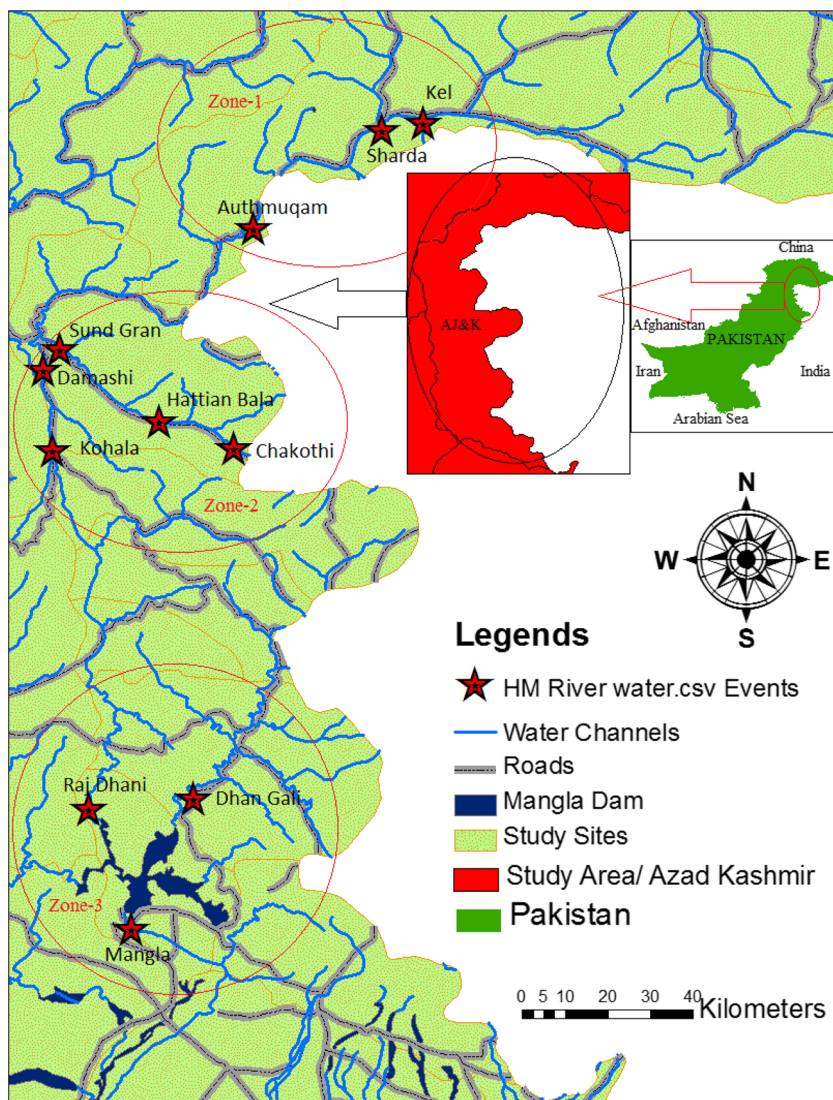 Zone-1
Kel
Sharda
Authmuqam
China
AJ&K
Afghanistan
PAKISTAN
Iran
India
Arabian Sea
Sund Gran
Damashi
Hattian Bala
Kohala
Chakothi
Zone-2
N
W
E
S
Legends
HM River water.csv Events
Water Channels
Roads
Mangla Dam
Study Sites
Study Area/ Azad Kashmir
Pakistan
Raj Dhani
Dhan Gali
Zone-3
Mangla
0 5 10 20 30 40
Kilometers